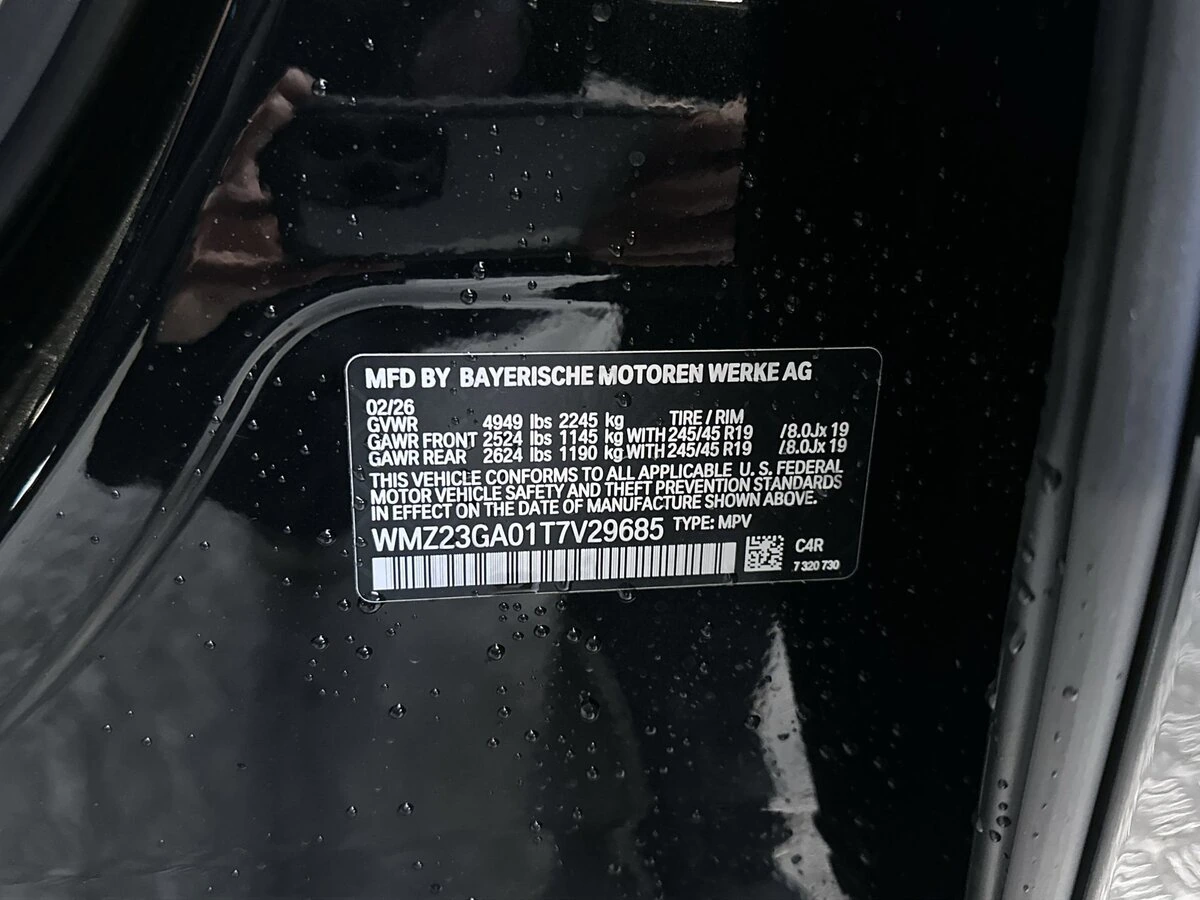 MFD BY BAYERISCHE MOTOREN WERKE AG
02/26
GVWR 4949 lbs 2245 kg TIRE / RIM
GAWR FRONT 2524 lbs 1145 kg WITH 245/45 R19 /8.0Jx 19
GAWR REAR 2624 lbs 1190 kg WITH 245/45 R19 /8.0Jx 19
THIS VEHICLE CONFORMS TO ALL APPLICABLE U. S. FEDERAL
MOTOR VEHICLE SAFETY AND THEFT PREVENTION STANDARDS
IN EFFECT ON THE DATE OF MANUFACTURE SHOWN ABOVE.
WMZ23GA01T7V29685 TYPE: MPV
C4R
7 320 730